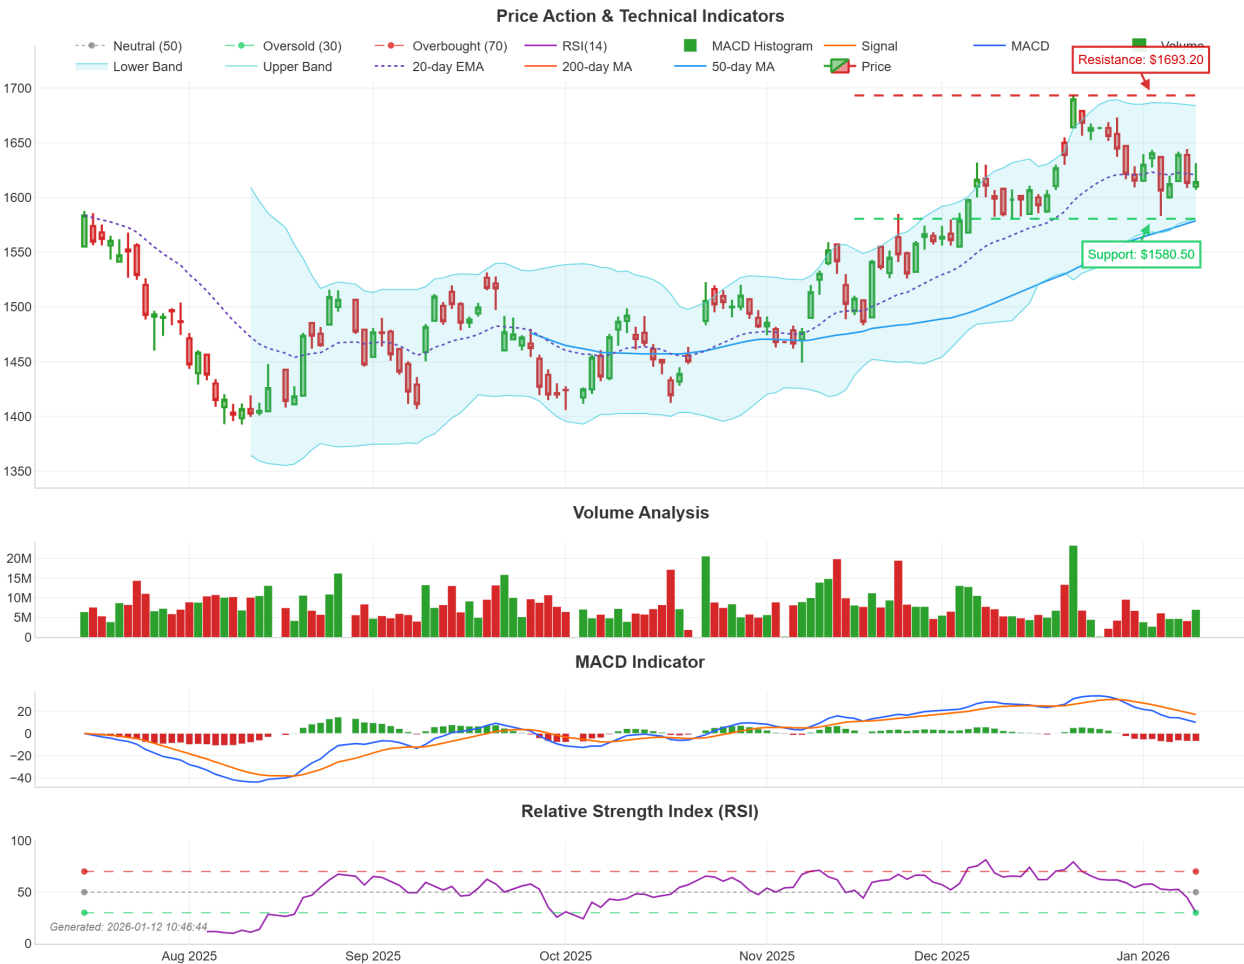 Price Action & Technical Indicators
Neutral (50) Oversold (30) Overbought (70) RSI(14) MACD Histogram Signal MACD Volume
Lower Band Upper Band 20-day EMA 200-day MA 50-day MA Price
Resistance: $1693.20
1700
1650
1600
1550
Support: $1580.50
1500
1450
1400
1350
Volume Analysis
20M
15M
10M
5M
0
MACD Indicator
20
0
−20
−40
Relative Strength Index (RSI)
100
50
Generated: 2026-01-12 10:46:44
0
Aug 2025 Sep 2025 Oct 2025 Nov 2025 Dec 2025 Jan 2026